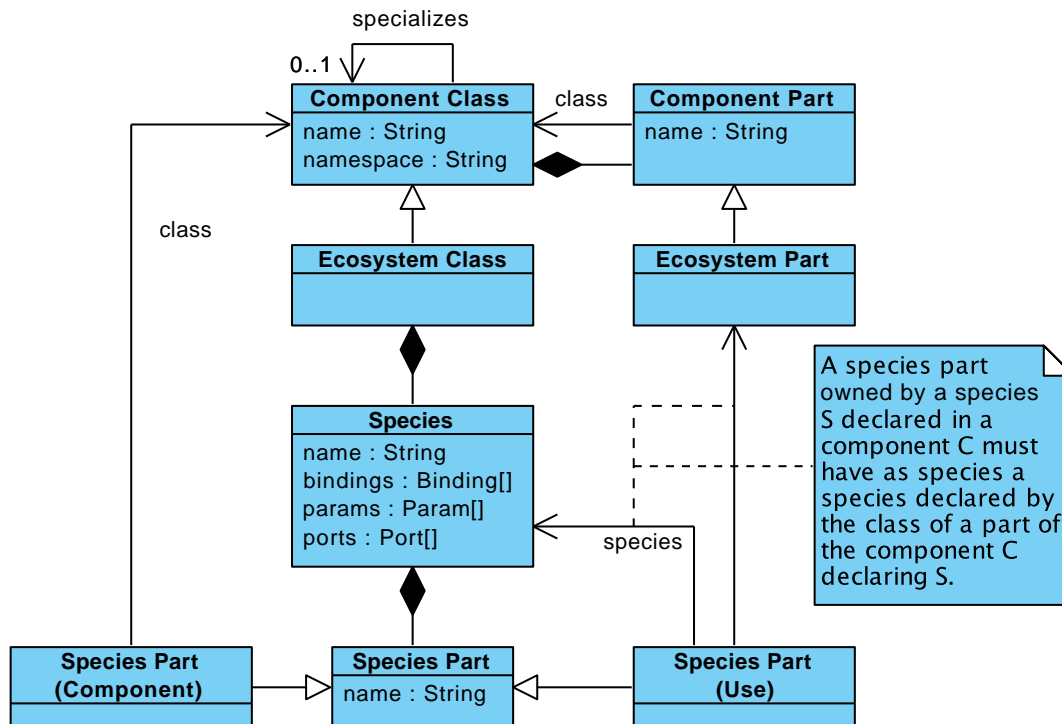 specializes
0..1
Component Class
name : String
namespace : String
class
Component Part
name : String
class
Ecosystem Class
Ecosystem Part
A species part
owned by a species
S declared in a
component C must
have as species a
species declared by
the class of a part of
the component C
declaring S.
Species
name : String
bindings : Binding[]
params : Param[]
ports : Port[]
species
Species Part
(Component)
Species Part
name : String
Species Part
(Use)